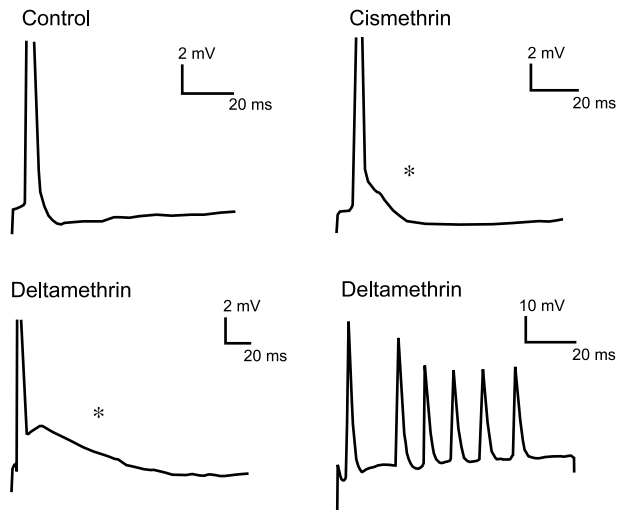 Control
2 mV
20 ms
Cismethrin
2 mV
20 ms
*
Deltamethrin
2 mV
20 ms
*
Deltamethrin
10 mV
20 ms